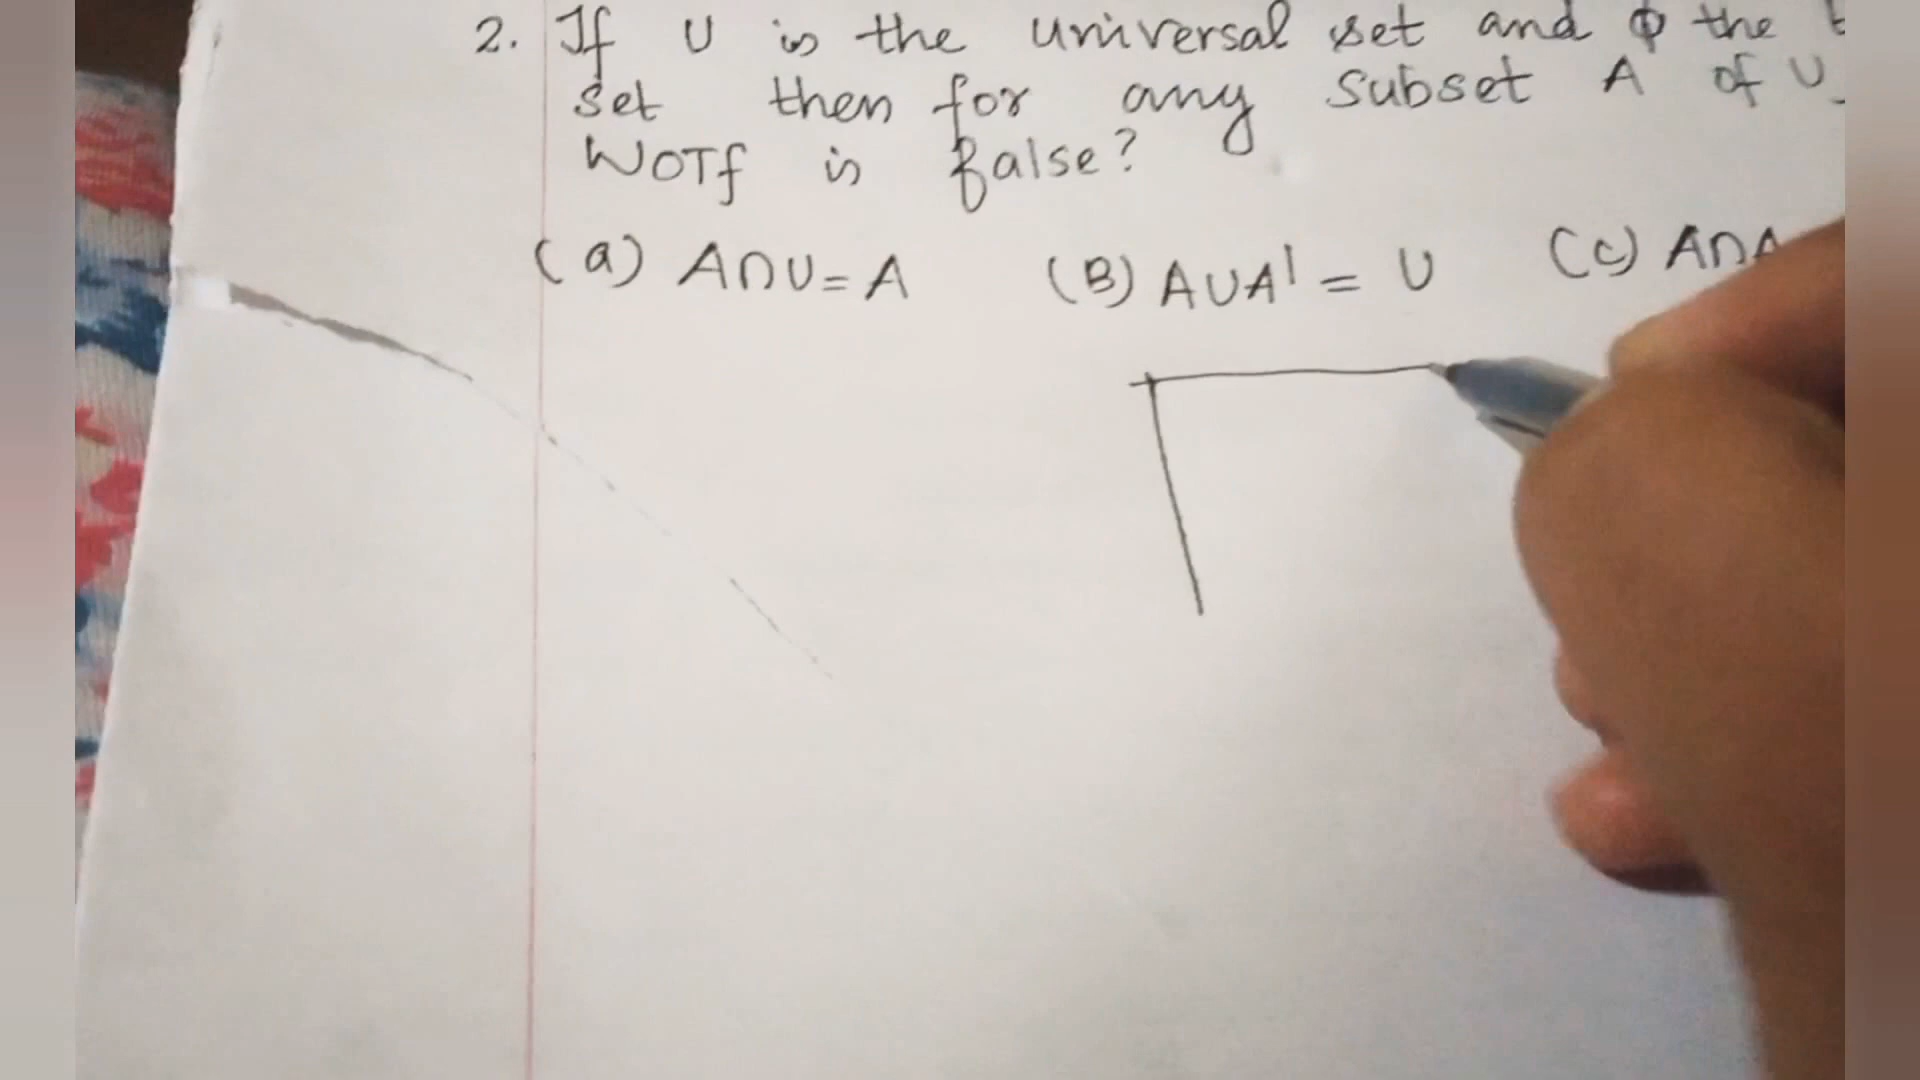 2. If U is the universal set and φ the
set then for any subset A of U
WOTf is false?
(a) A∩U=A (B) A∪A' = U (C) A∩A